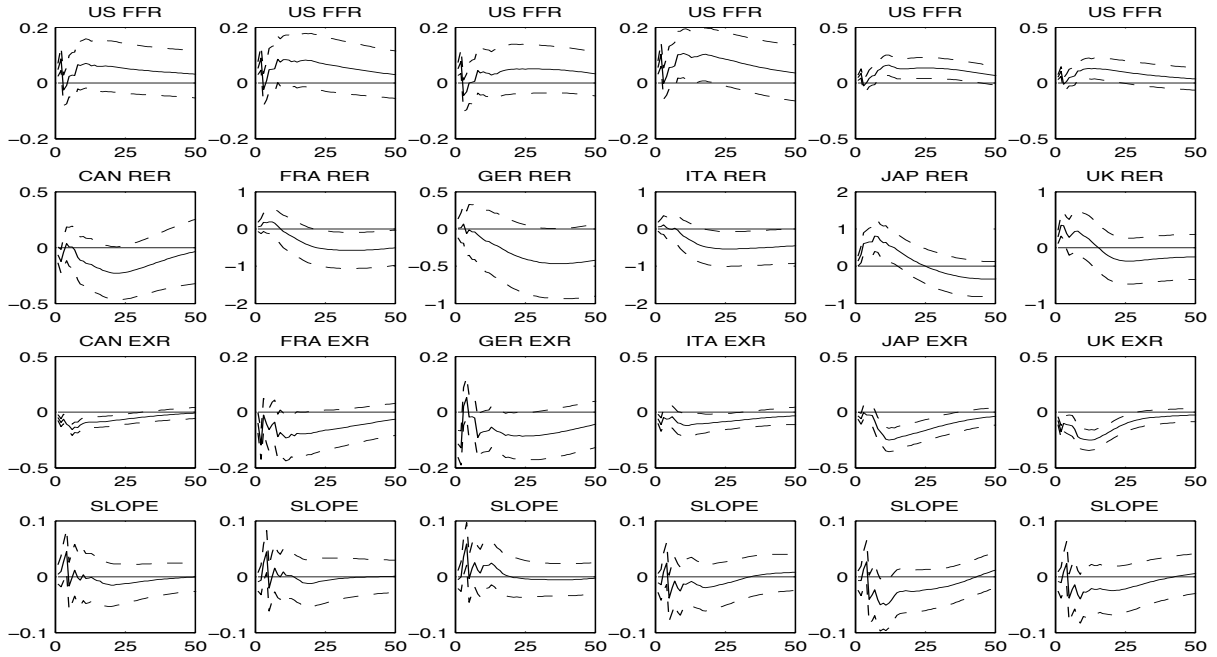 US FFR US FFR US FFR US FFR US FFR US FFR
0.2 0.2 0.2 0.2 0.5 0.5
0 0 0 0 0 0
−0.2 −0.2 −0.2 −0.2 −0.5 −0.5
0 25 50 0 25 50 0 25 50 0 25 50 0 25 50 0 25 50
CAN RER FRA RER GER RER ITA RER JAP RER UK RER
0.5 1 0.5 1 2 1
0 0 0 0 1 0
−0.5 −1 −0.5 −1 0 −1
−2 −1 −2 −1
0 25 50 0 25 50 0 25 50 0 25 50 0 25 50 0 25 50
CAN EXR FRA EXR GER EXR ITA EXR JAP EXR UK EXR
0.5 0.2 0.2 0.5 0.5 0.5
0 0 0 0 0 0
−0.5 −0.2 −0.2 −0.5 −0.5 −0.5
0 25 50 0 25 50 0 25 50 0 25 50 0 25 50 0 25 50
SLOPE SLOPE SLOPE SLOPE SLOPE SLOPE
0.1 0.1 0.1 0.1 0.1 0.1
0 0 0 0 0 0
−0.1 −0.1 −0.1 −0.1 −0.1 −0.1
0 25 50 0 25 50 0 25 50 0 25 50 0 25 50 0 25 50